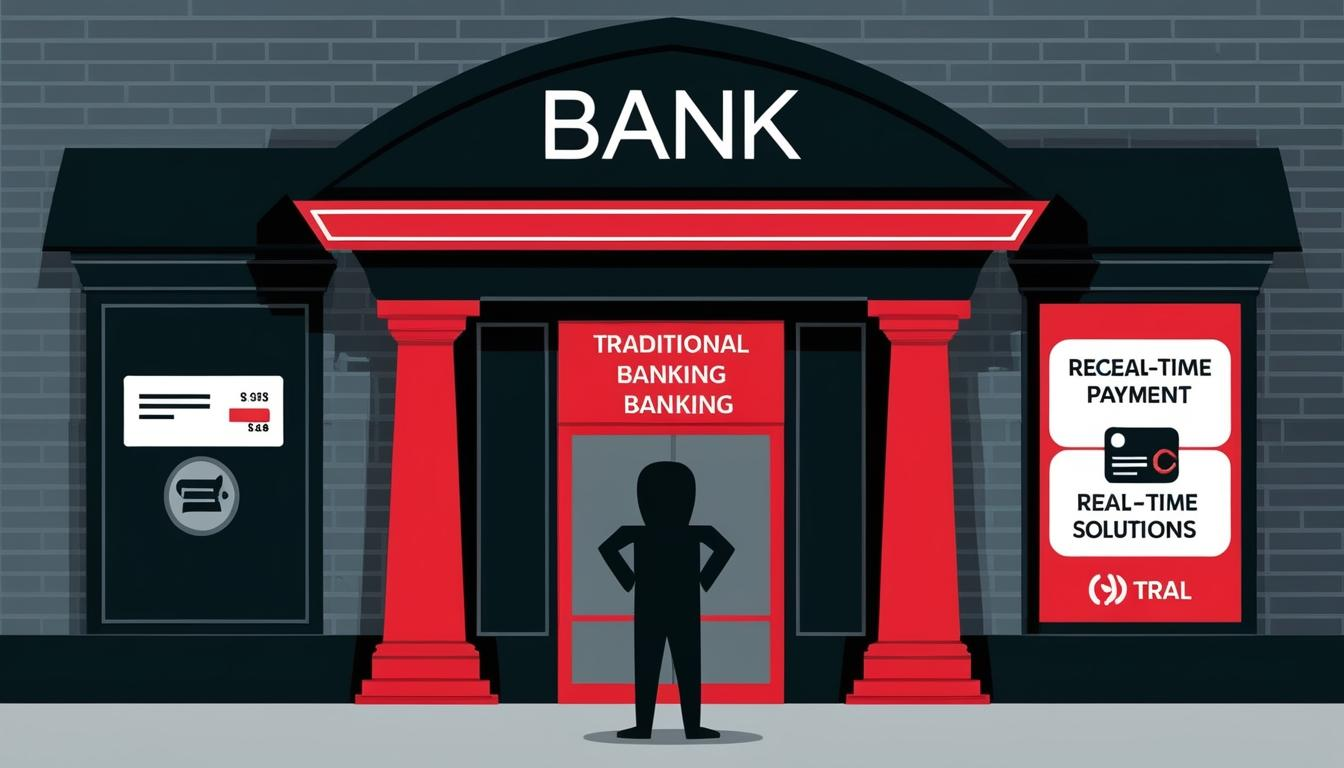 BANK
TRADITIONAL
BANKING
BANKING
RECEAL-TIME
PAYMENT
REAL-TIME
SOLUTIONS
TRAL